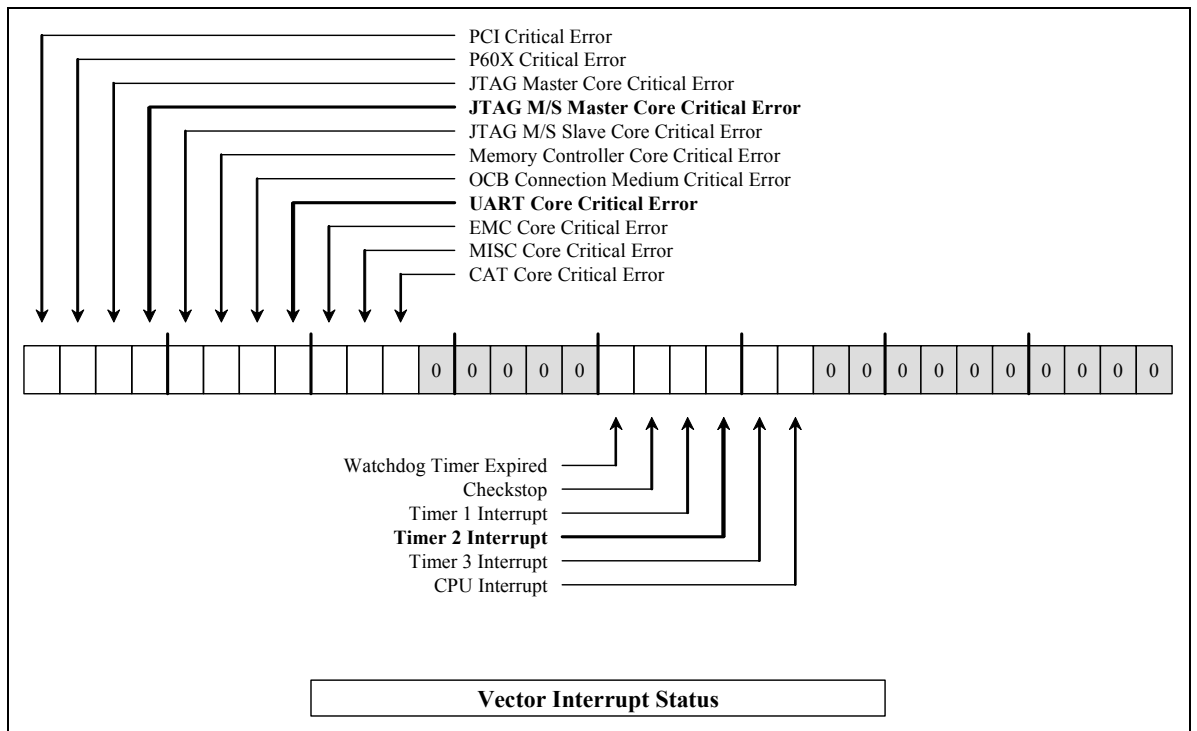 PCI Critical Error
P60X Critical Error
JTAG Master Core Critical Error
JTAG M/S Master Core Critical Error
JTAG M/S Slave Core Critical Error
Memory Controller Core Critical Error
OCB Connection Medium Critical Error
UART Core Critical Error
EMC Core Critical Error
MISC Core Critical Error
CAT Core Critical Error
0 0 0 0 0 0 0 0 0 0 0 0 0 0 0
Watchdog Timer Expired
Checkstop
Timer 1 Interrupt
Timer 2 Interrupt
Timer 3 Interrupt
CPU Interrupt
Vector Interrupt Status